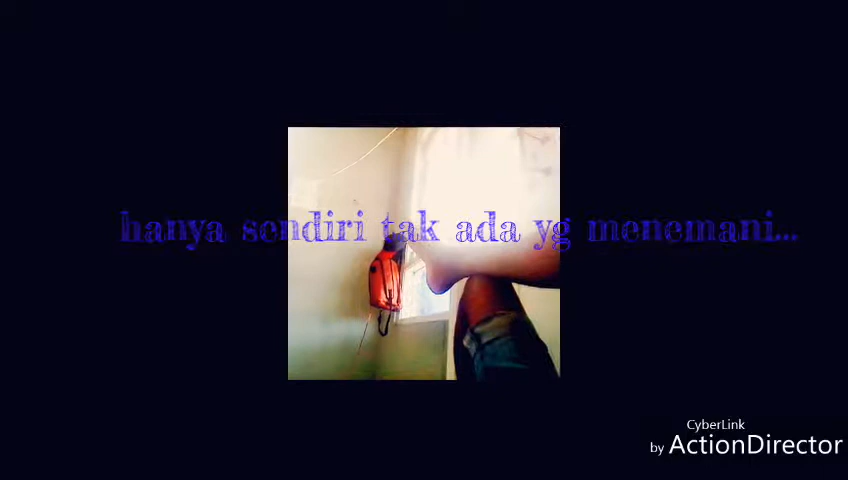 hanya sendiri tak ada yg menemani...
CyberLink
by ActionDirector